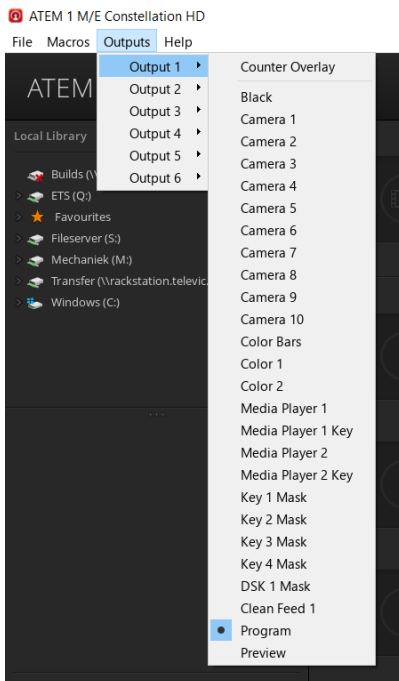 ATEM 1 M/E Constellation HD
File Macros Outputs Help
Output 1
Output 2
Output 3
Output 4
Output 5
Output 6
Counter Overlay
Black
Camera 1
Camera 2
Camera 3
Camera 4
Camera 5
Camera 6
Camera 7
Camera 8
Camera 9
Camera 10
Color Bars
Color 1
Color 2
Media Player 1
Media Player 1 Key
Media Player 2
Media Player 2 Key
Key 1 Mask
Key 2 Mask
Key 3 Mask
Key 4 Mask
DSK 1 Mask
Clean Feed 1
Program
Preview
ATEM
Local Library
Builds (\\
ETS (Q:)
Favourites
Fileserver (S:)
Mechaniek (M:)
Transfer (\\rackstation.televic.
Windows (C:)